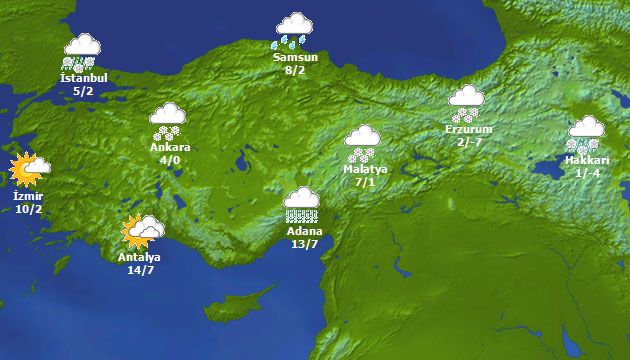 Samsun
8/2
İstanbul
5/2
Erzurum
2/-7
Ankara
4/0
Malatya
7/1
Hakkari
1/-4
İzmir
10/2
Adana
13/7
Antalya
14/7